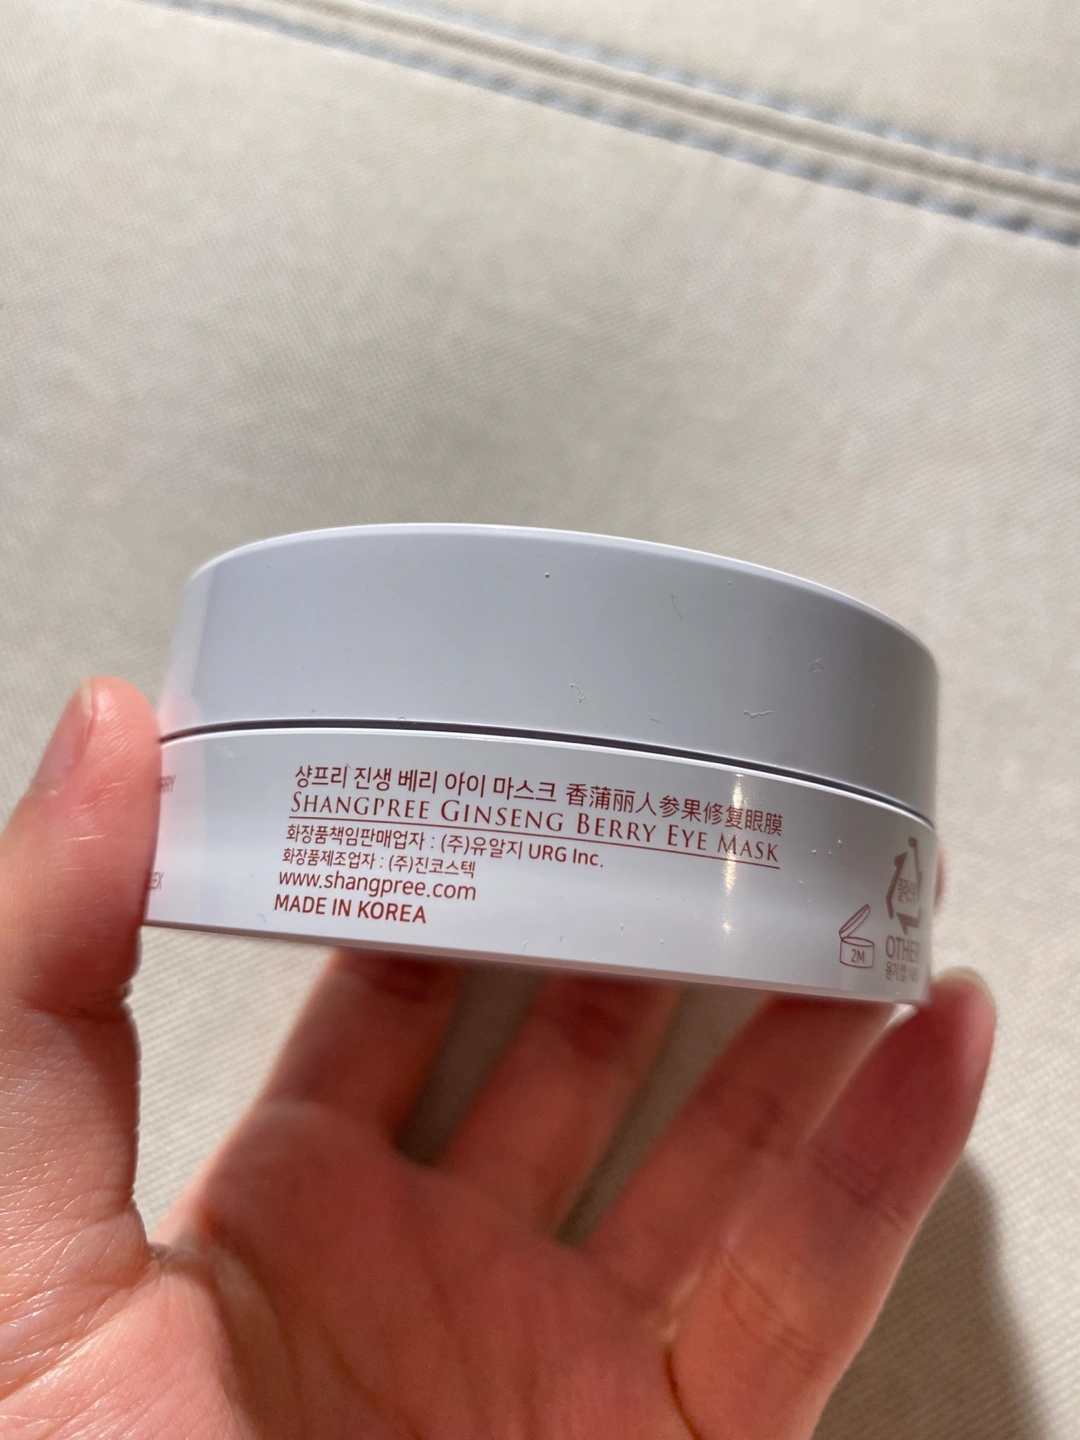 샹프리 진생 베리 아이 마스크 香蒲丽人参果修复眼膜
SHANGPREE GINSENG BERRY EYE MASK
화장품책임판매업자 : (주)유알지 URG Inc.
화장품제조업자 : (주)진코스텍
www.shangpree.com
MADE IN KOREA
2M
OTHER